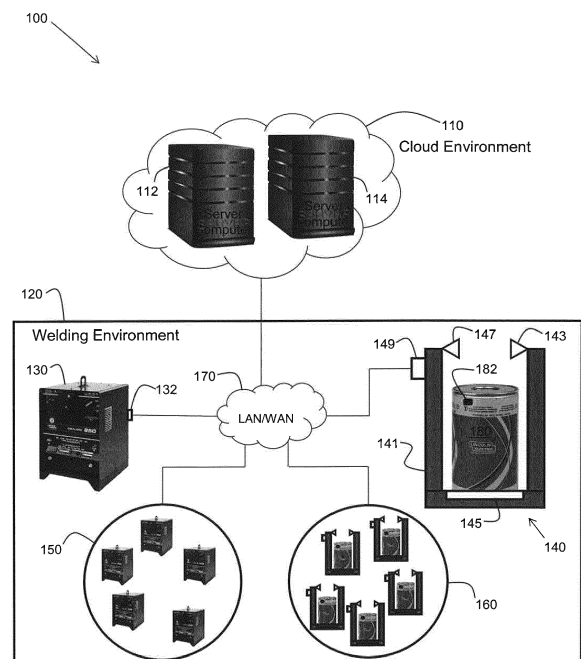 100
110
Cloud Environment
112
114
Server
Computer
Server
Computer
120
Welding Environment
147
143
149
130
170
182
132
LAN/WAN
180
141
145
140
150
160